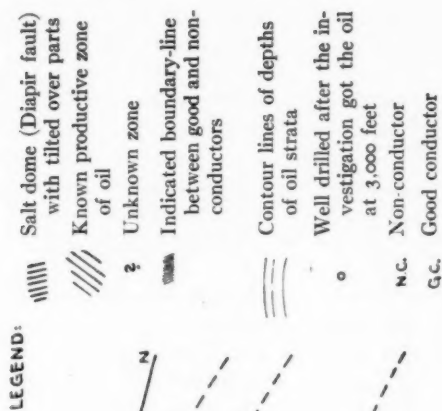 LEGEND:
Salt dome (Diapir fault)
with tilted over parts
Known productive zone
of oil
?
Unknown zone
Indicated boundary-line
between good and non-
conductors
Contour lines of depths
of oil strata
Well drilled after the in-
vestigation got the oil
at 3,000 feet
N.C. Non-conductor
G.C. Good conductor
N